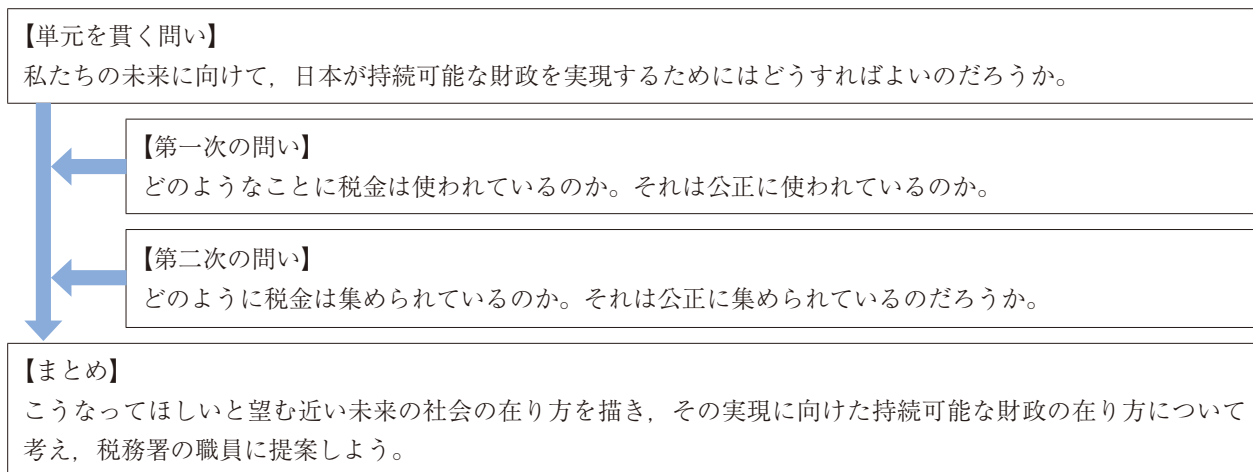 【単元を貫く問い】
私たちの未来に向けて，日本が持続可能な財政を実現するためにはどうすればよいのだろうか。
【第一次の問い】
どのようなことに税金は使われているのか。それは公正に使われているのか。
【第二次の問い】
どのように税金は集められているのか。それは公正に集められているのだろうか。
【まとめ】
こうなってほしいと望む近い未来の社会の在り方を描き，その実現に向けた持続可能な財政の在り方について
考え，税務署の職員に提案しよう。